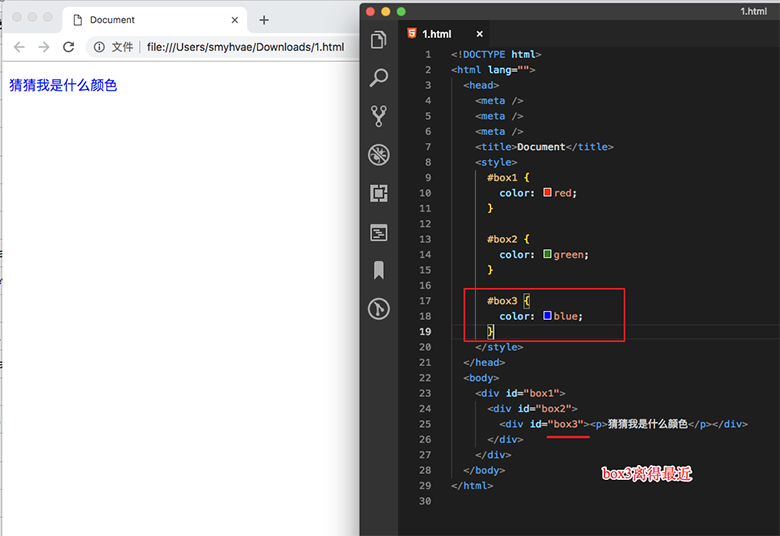 Document
文件
file:///Users/smyhvae/Downloads/1.html
猜猜我是什么颜色
1.html
1.html
1 <!DOCTYPE html>
2 <html lang="">
3 <head>
4 <meta />
5 <meta />
6 <meta />
7 <title>Document</title>
8 <style>
9 #box1 {
10 color: red;
11 }
12
13 #box2 {
14 color: green;
15 }
16
17 #box3 {
18 color: blue;
19 }
20 </style>
21 </head>
22 <body>
23 <div id="box1">
24 <div id="box2">
25 <div id="box3"><p>猜猜我是什么颜色</p></div>
26 </div>
27 </div>
28 </body>
29 </html>
30
box3离得最近